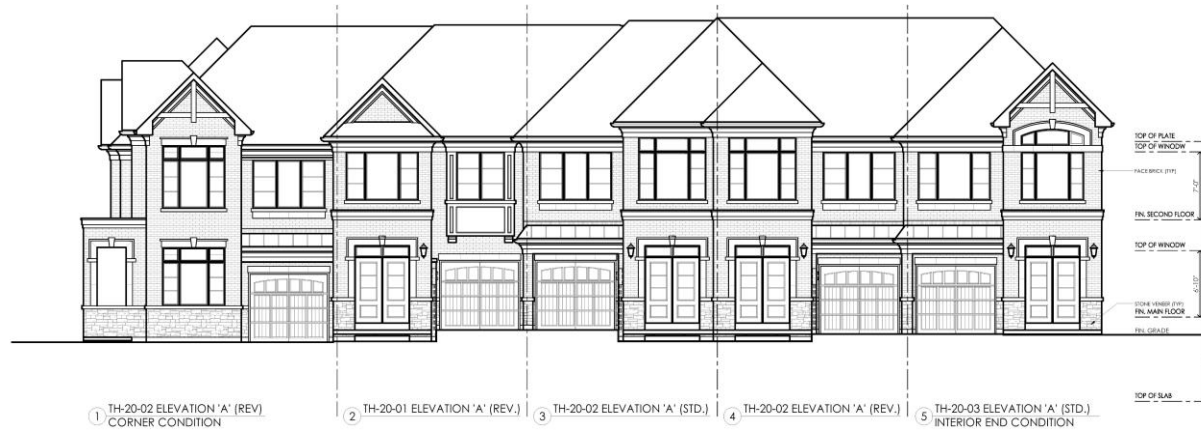 TOP OF PLATE
TOP OF WINODW
FACE BRICK (TYP)
7'-0"
FIN. SECOND FLOOR
TOP OF WINODW
6'-10"
STONE VENEER (TYP)
FIN. MAIN FLOOR
FIN. GRADE
TOP OF SLAB
1 TH-20-02 ELEVATION 'A' (REV)
CORNER CONDITION
2 TH-20-01 ELEVATION 'A' (REV.)
3 TH-20-02 ELEVATION 'A' (STD.)
4 TH-20-02 ELEVATION 'A' (REV.)
5 TH-20-03 ELEVATION 'A' (STD.)
INTERIOR END CONDITION